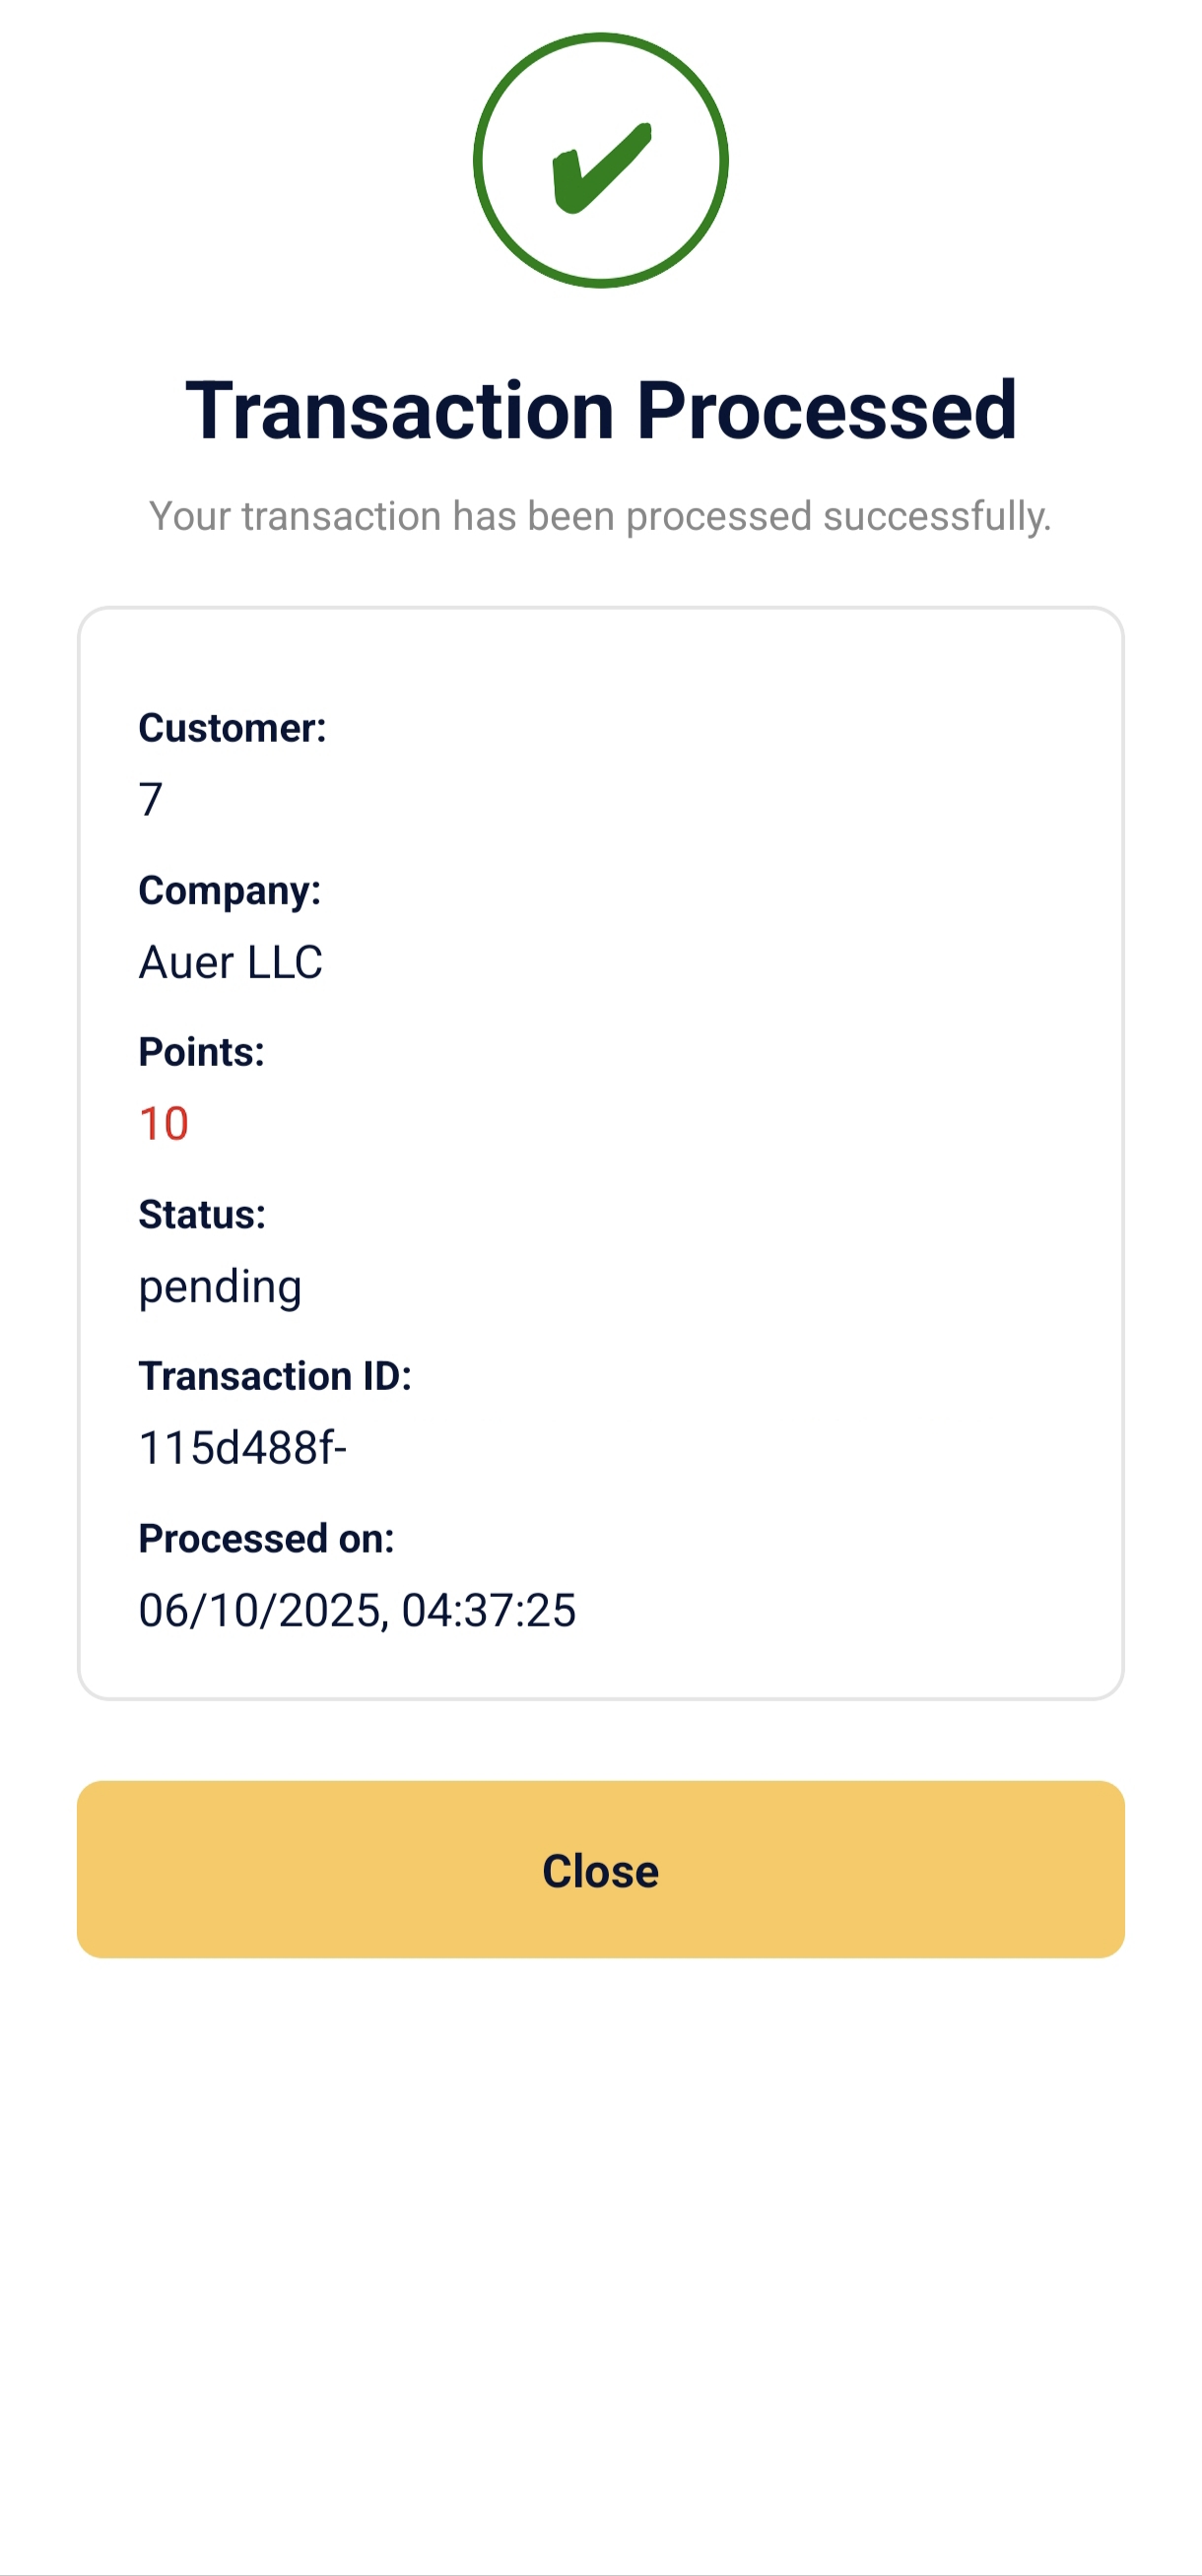 Transaction Processed
Your transaction has been processed successfully.
Customer:
7
Company:
Auer LLC
Points:
10
Status:
pending
Transaction ID:
115d488f-
Processed on:
06/10/2025, 04:37:25
Close